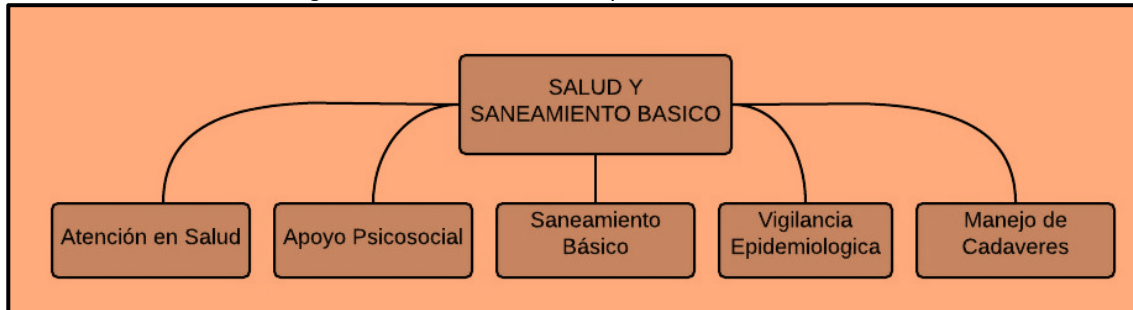 SALUD Y
SANEAMIENTO BASICO
Atención en Salud
Apoyo Psicosocial
Saneamiento
Básico
Vigilancia
Epidemiologica
Manejo de
Cadaveres